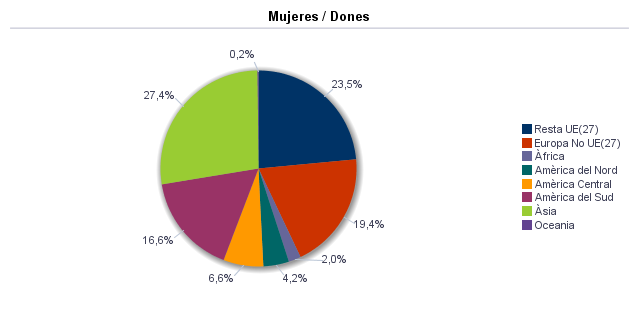 Mujeres / Dones
0,2%
23,5%
27,4%
19,4%
16,6%
2,0%
6,6%
4,2%
Resta UE(27)
Europa No UE(27)
Àfrica
Amèrica del Nord
Amèrica Central
Amèrica del Sud
Àsia
Oceania